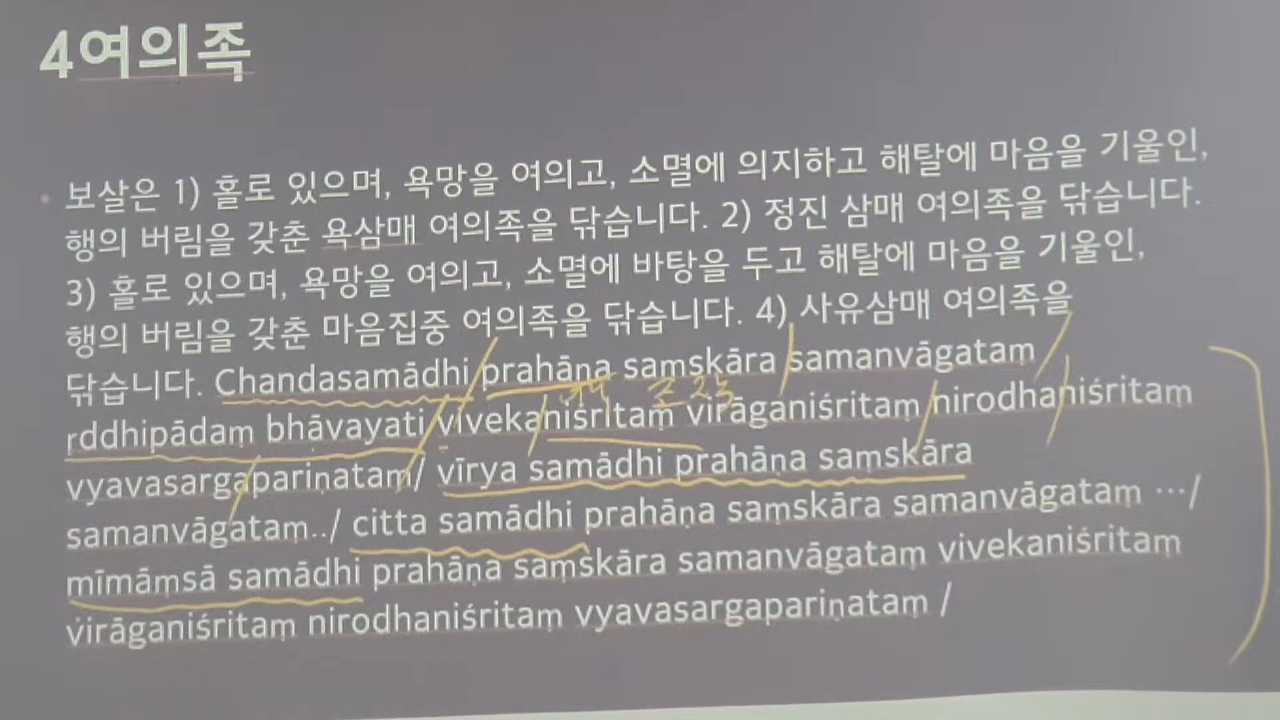 4여의족
• 보살은 1) 홀로 있으며, 욕망을 여의고, 소멸에 의지하고 해탈에 마음을 기울인,
행의 버림을 갖춘 욕삼매 여의족을 닦습니다. 2) 정진 삼매 여의족을 닦습니다.
3) 홀로 있으며, 욕망을 여의고, 소멸에 바탕을 두고 해탈에 마음을 기울인,
행의 버림을 갖춘 마음집중 여의족을 닦습니다. 4) 사유삼매 여의족을
닦습니다. Chandasamādhi prahāṇa saṃskāra samanvāgatam
ṛddhipādaṃ bhāvayati vivekaniśritaṃ virāganiśritaṃ nirodhaniśritaṃ
vyavasargapariṇataṃ/ vīrya samādhi prahāṇa saṃskāra
samanvāgataṃ../ citta samādhi prahāṇa saṃskāra samanvāgataṃ …/
mīmāṃsā samādhi prahāṇa saṃskāra samanvāgataṃ vivekaniśritaṃ
virāganiśritaṃ nirodhaniśritaṃ vyavasargapariṇataṃ /